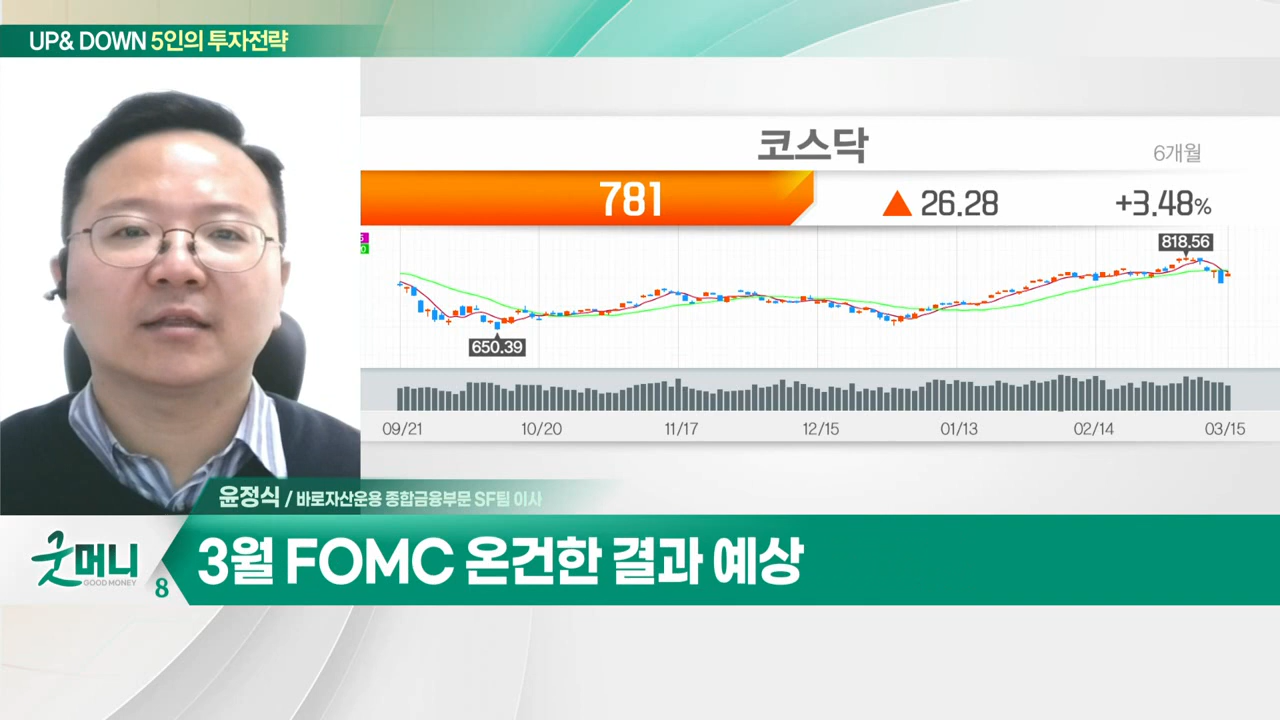 UP& DOWN 5인의 투자전략
코스닥
6개월
781
▲ 26.28
+3.48%
818.56
650.39
09/21 10/20 11/17 12/15 01/13 02/14 03/15
윤정식 / 바로자산운용 종합금융부문 SF팀 이사
굿머니
GOOD MONEY
8
3월 FOMC 온건한 결과 예상